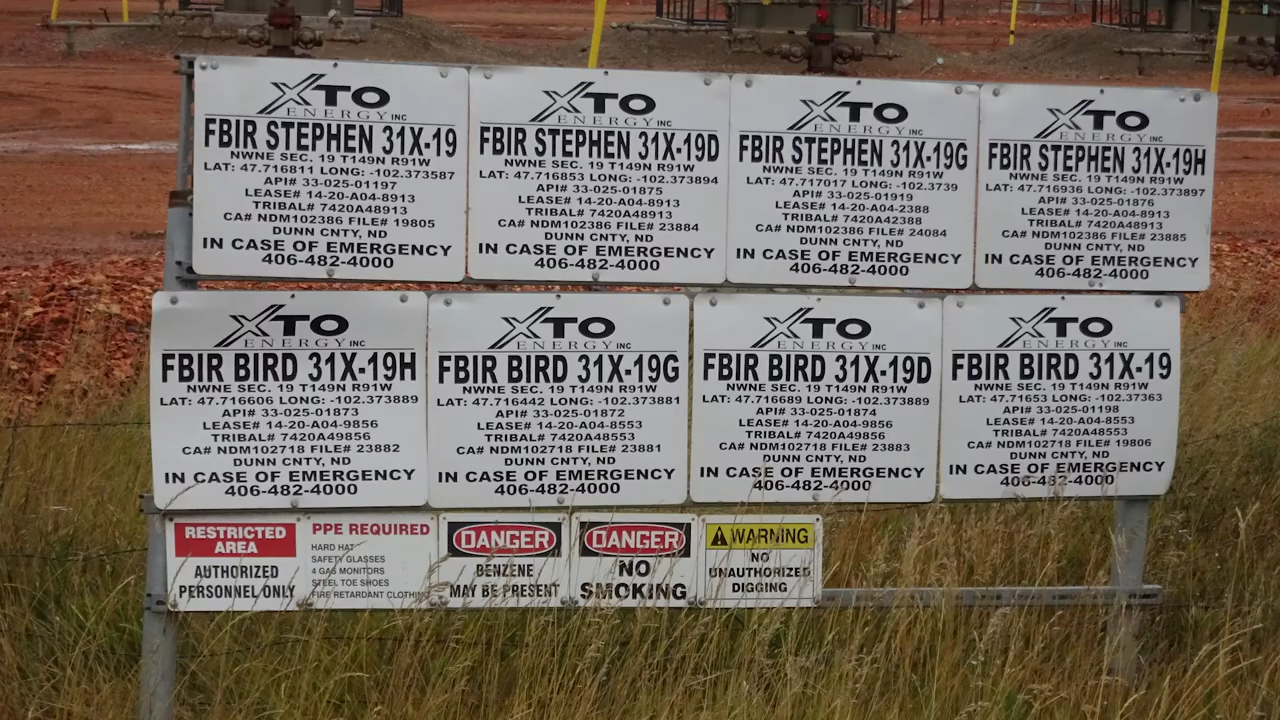 XTO
ENERGY INC
FBIR STEPHEN 31X-19
NWNE SEC. 19 T149N R91W
LAT: 47.716811 LONG: -102.373587
API# 33-025-01197
LEASE# 14-20-A04-8913
TRIBAL# 7420A48913
CA# NDM102386 FILE# 19805
DUNN CNTY, ND
IN CASE OF EMERGENCY
406-482-4000
XTO
ENERGY INC
FBIR STEPHEN 31X-19D
NWNE SEC. 19 T149N R91W
LAT: 47.716853 LONG: -102.373894
API# 33-025-01875
LEASE# 14-20-A04-8913
TRIBAL# 7420A48913
CA# NDM102386 FILE# 23884
DUNN CNTY, ND
IN CASE OF EMERGENCY
406-482-4000
XTO
ENERGY INC
FBIR STEPHEN 31X-19G
NWNE SEC. 19 T149N R91W
LAT: 47.717017 LONG: -102.3739
API# 33-025-01919
LEASE# 14-20-A04-2388
TRIBAL# 7420A42388
CA# NDM102386 FILE# 24084
DUNN CNTY, ND
IN CASE OF EMERGENCY
406-482-4000
XTO
ENERGY INC
FBIR STEPHEN 31X-19H
NWNE SEC. 19 T149N R91W
LAT: 47.716936 LONG: -102.373897
API# 33-025-01876
LEASE# 14-20-A04-8913
TRIBAL# 7420A48913
CA# NDM102386 FILE# 23885
DUNN CNTY, ND
IN CASE OF EMERGENCY
406-482-4000
XTO
ENERGY INC
FBIR BIRD 31X-19H
NWNE SEC. 19 T149N R91W
LAT: 47.716606 LONG: -102.373889
API# 33-025-01873
LEASE# 14-20-A04-9856
TRIBAL# 7420A49856
CA# NDM102718 FILE# 23882
DUNN CNTY, ND
IN CASE OF EMERGENCY
406-482-4000
XTO
ENERGY INC
FBIR BIRD 31X-19G
NWNE SEC. 19 T149N R91W
LAT: 47.716442 LONG: -102.373881
API# 33-025-01872
LEASE# 14-20-A04-8553
TRIBAL# 7420A48553
CA# NDM102718 FILE# 23881
DUNN CNTY, ND
IN CASE OF EMERGENCY
406-482-4000
XTO
ENERGY INC
FBIR BIRD 31X-19D
NWNE SEC. 19 T149N R91W
LAT: 47.716689 LONG: -102.373889
API# 33-025-01874
LEASE# 14-20-A04-9856
TRIBAL# 7420A49856
CA# NDM102718 FILE# 23883
DUNN CNTY, ND
IN CASE OF EMERGENCY
406-482-4000
XTO
ENERGY INC
FBIR BIRD 31X-19
NWNE SEC. 19 T149N R91W
LAT: 47.71653 LONG: -102.37363
API# 33-025-01198
LEASE# 14-20-A04-8553
TRIBAL# 7420A48553
CA# NDM102718 FILE# 19806
DUNN CNTY, ND
IN CASE OF EMERGENCY
406-482-4000
RESTRICTED
AREA
AUTHORIZED
PERSONNEL ONLY
PPE REQUIRED
HARD HAT
SAFETY GLASSES
4 GAS MONITORS
STEEL TOE SHOES
FIRE RETARDANT CLOTHING
DANGER
BENZENE
MAY BE PRESENT
DANGER
NO
SMOKING
WARNING
NO
UNAUTHORIZED
DIGGING